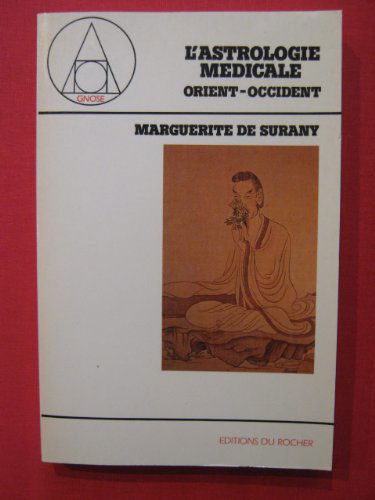 L'ASTROLOGIE
MEDICALE
ORIENT-OCCIDENT
GNOSE
MARGUERITE DE SURANY
EDITIONS DU ROCHER